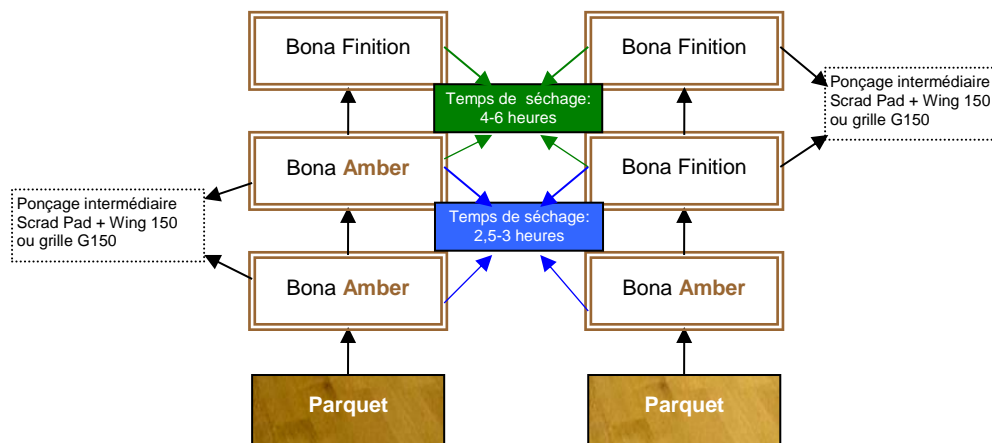 Bona Finition
Bona Finition
Ponçage intermédiaire
Scrad Pad + Wing 150
ou grille G150
Temps de séchage:
4-6 heures
Bona Amber
Bona Finition
Ponçage intermédiaire
Scrad Pad + Wing 150
ou grille G150
Temps de séchage:
2,5-3 heures
Bona Amber
Bona Amber
Parquet
Parquet